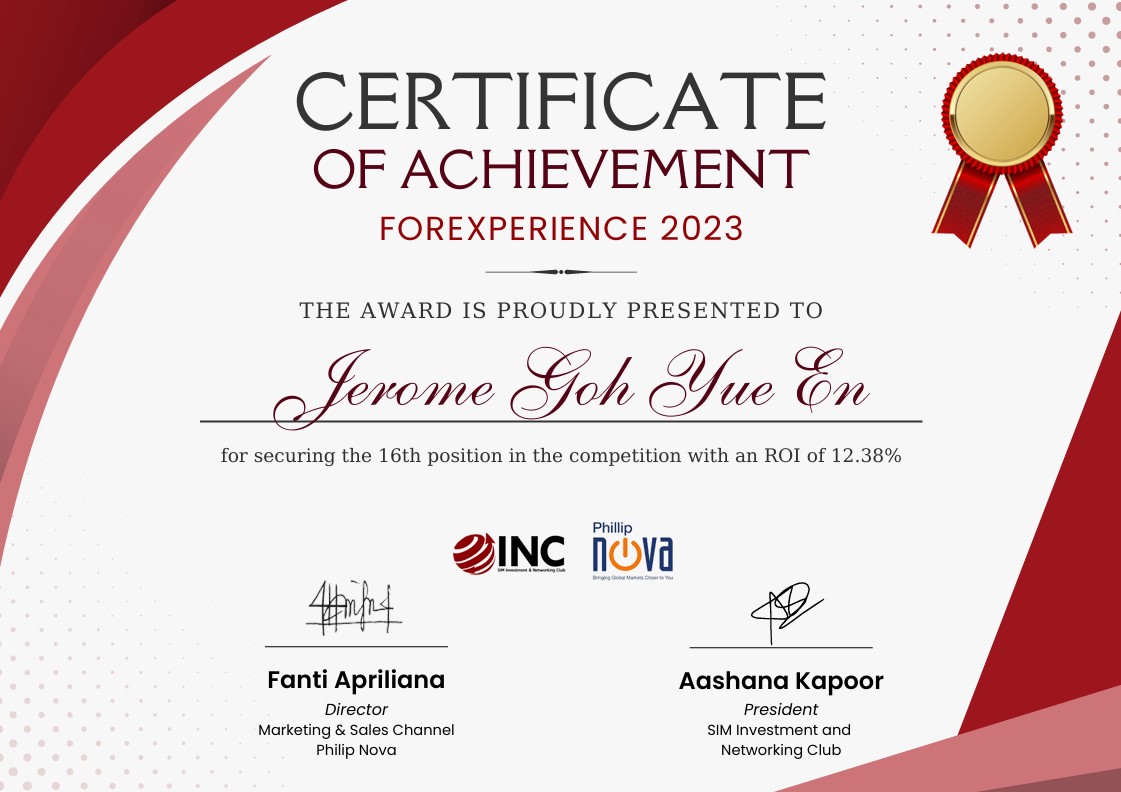 CERTIFICATE
OF ACHIEVEMENT
FOREXPERIENCE 2023
THE AWARD IS PROUDLY PRESENTED TO
Jerome Goh Yue En
for securing the 16th position in the competition with an ROI of 12.38%
INC
SIM Investment & Networking Club
Phillip
nova
Bringing Global Markets Closer to You
Fanti Apriliana
Director
Marketing & Sales Channel
Philip Nova
Aashana Kapoor
President
SIM Investment and
Networking Club